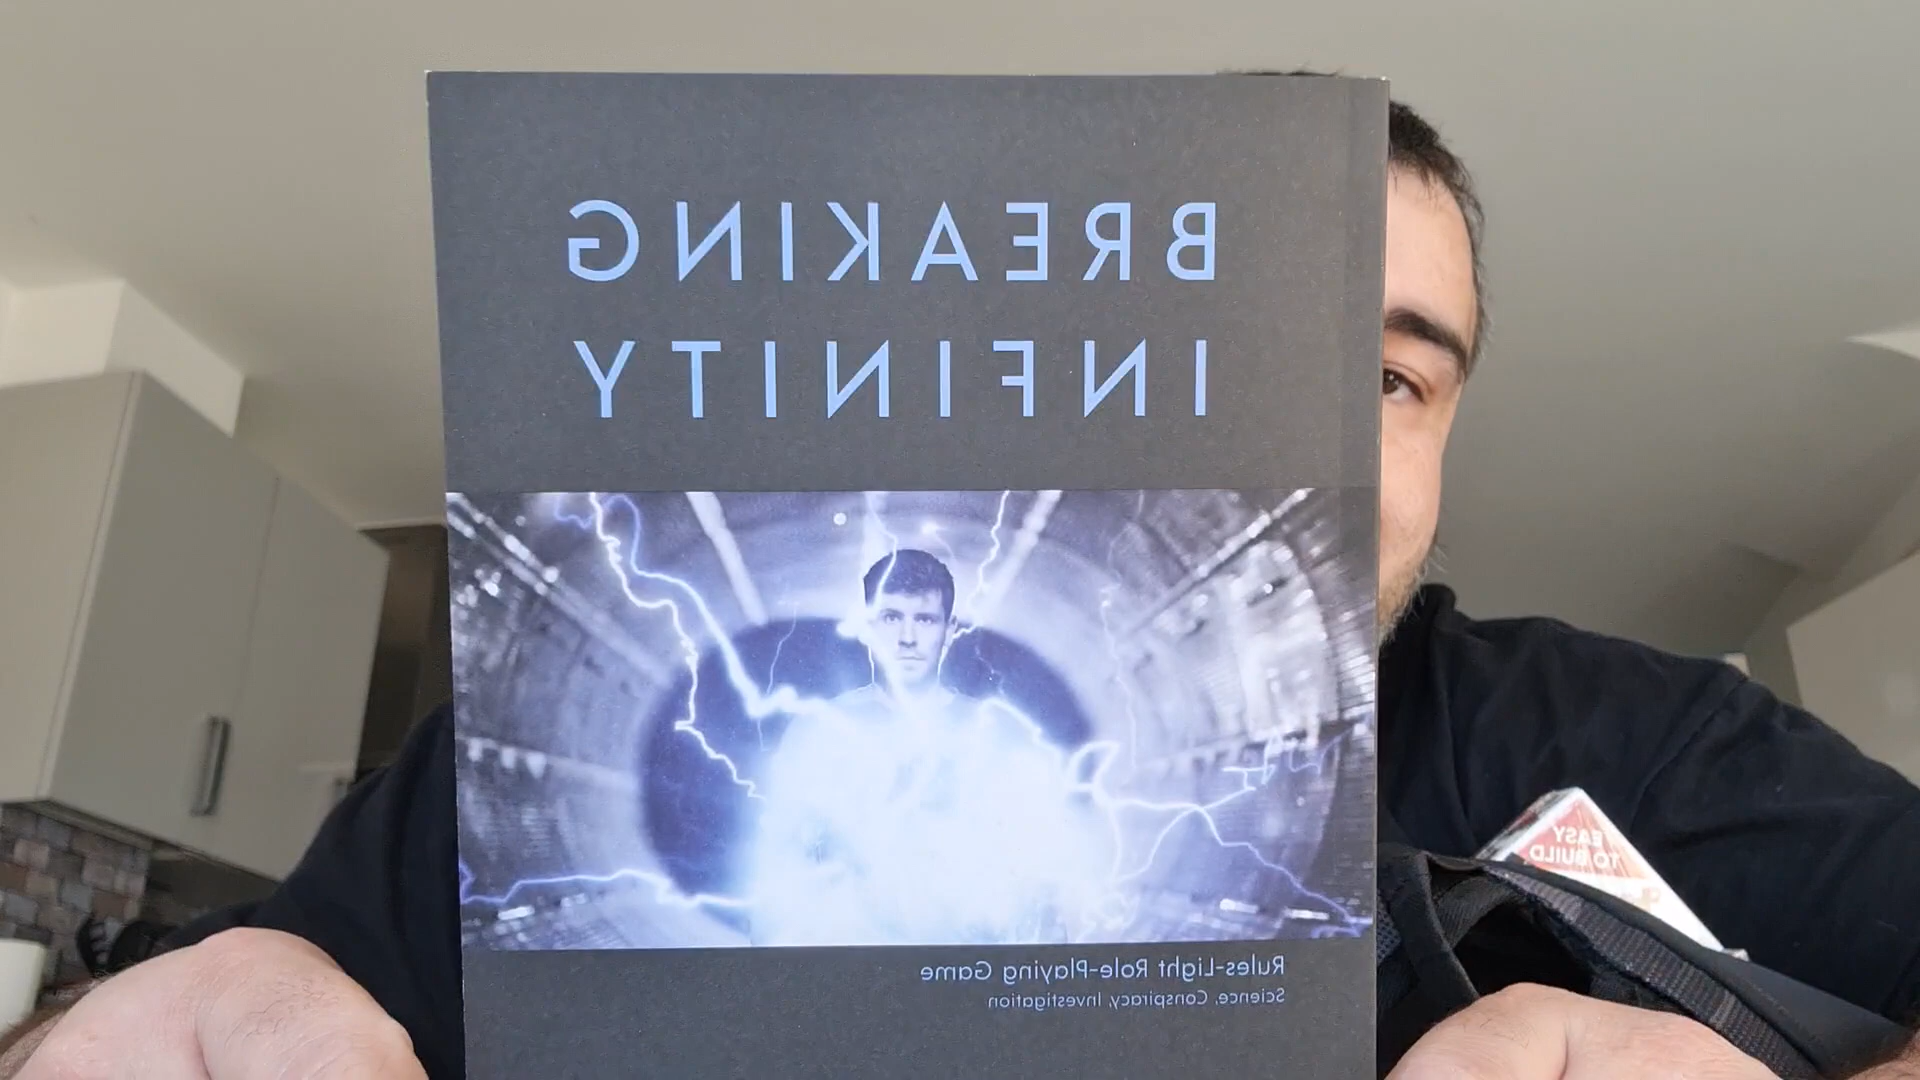 BREAKING
INFINITY
Rules-Light Role-Playing Game
Science, Conspiracy, Investigation
EASY
TO BUILD